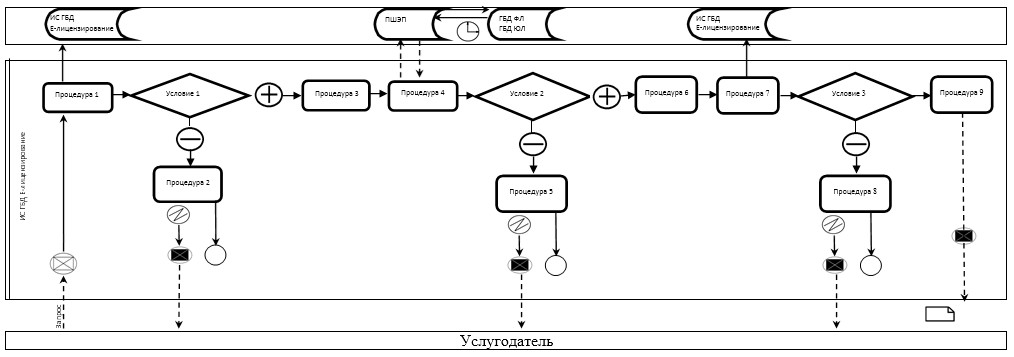 ИС ГБД
Е-лицензирование
ПШЭП
ГБД ФЛ
ГБД ЮЛ
ИС ГБД
Е-лицензирование
Процедура 1
Условие 1
Процедура 3
Процедура 4
Условие 2
Процедура 6
Процедура 7
Условие 3
Процедура 9
Процедура 2
Процедура 5
Процедура 8
ИС ГБД Е-лицензирование
Запрос
Услугодатель